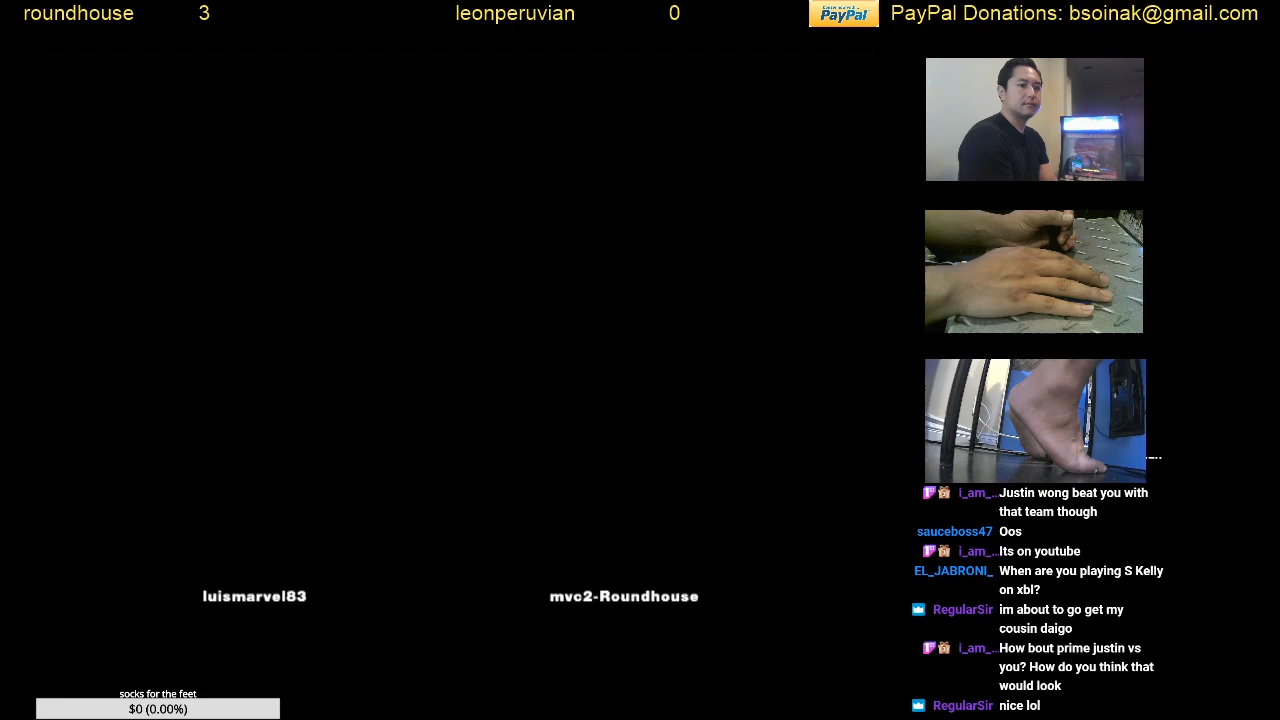 roundhouse 3 leonperuvian 0 PayPal PayPal Donations: bsoinak@gmail.com
i_am_... Justin wong beat you with
that team though
sauceboss47 Oos
i_am_... Its on youtube
EL_JABRONI_ When are you playing S Kelly
on xbl?
RegularSir im about to go get my
cousin daigo
i_am_... How bout prime justin vs
you? How do you think that
would look
RegularSir nice lol
luismarvel83 mvc2-Roundhouse
socks for the feet
$0 (0.00%)